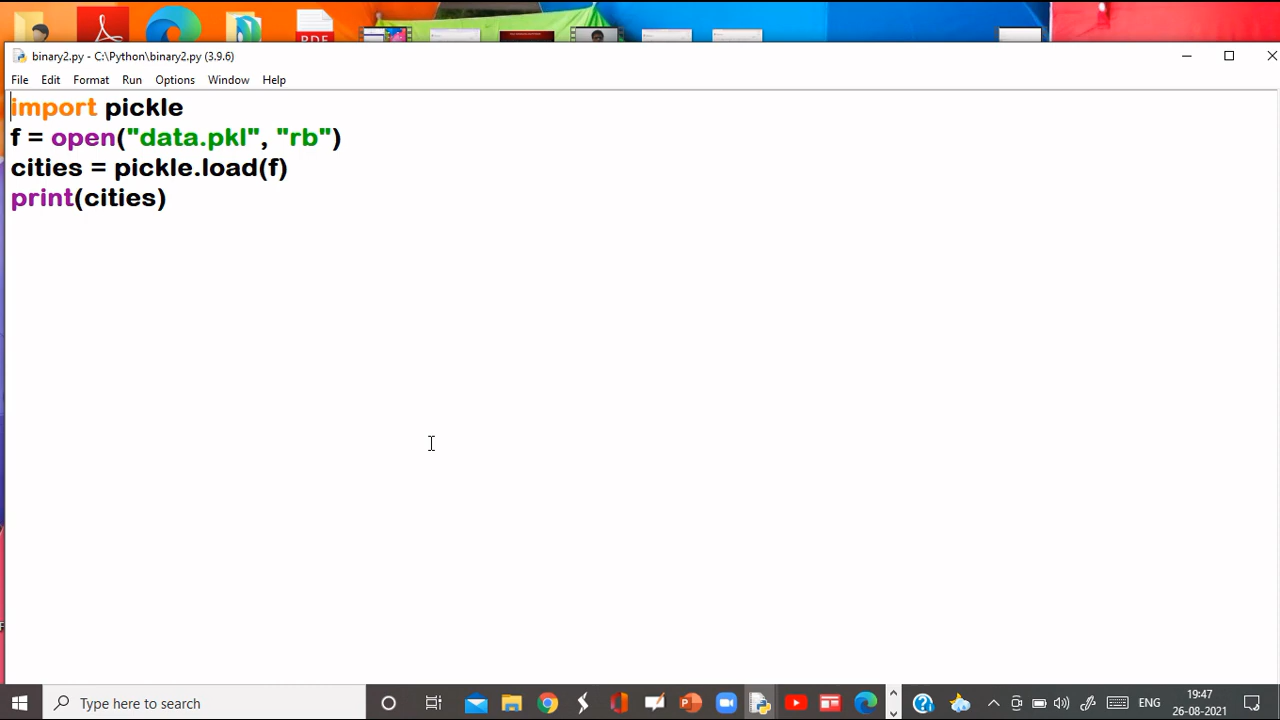 PDF
binary2.py - C:\Python\binary2.py (3.9.6)
File Edit Format Run Options Window Help
import pickle
f = open("data.pkl", "rb")
cities = pickle.load(f)
print(cities)
Type here to search
ENG
19:47
26-08-2021